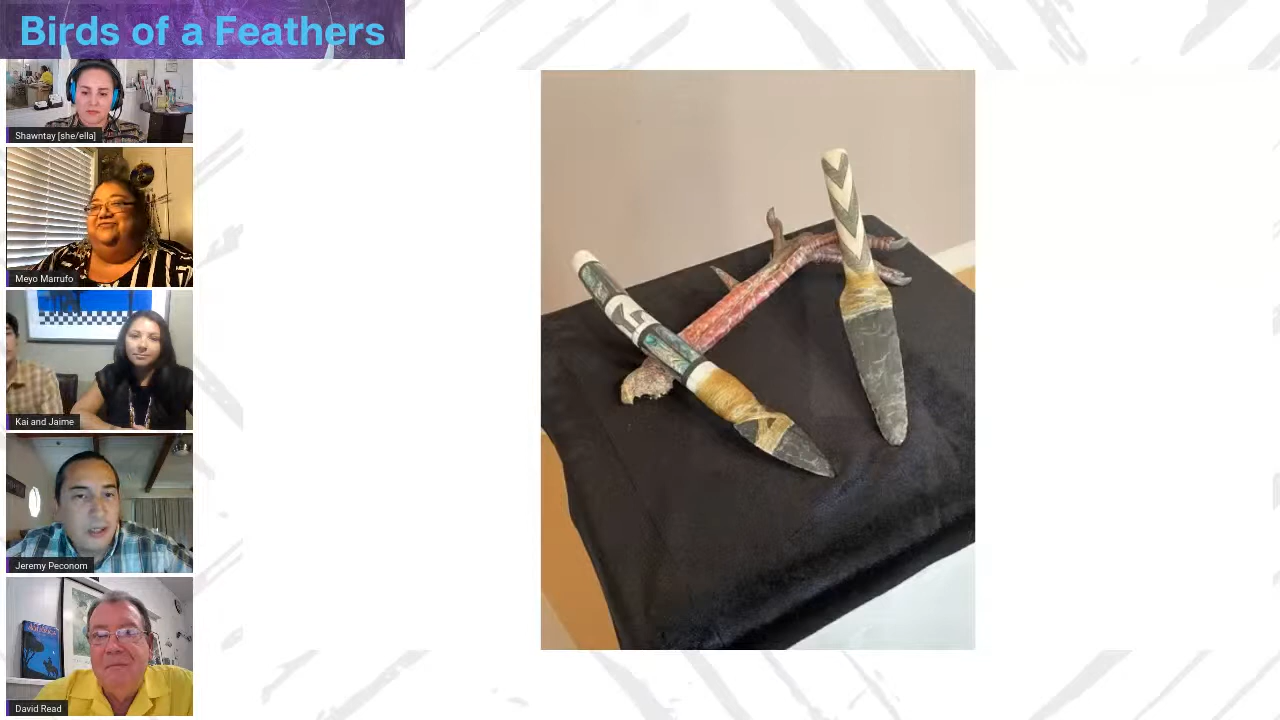 Birds of a Feathers
Shawntay [she/ella]
Meyo Marrufo
Kai and Jaime
Jeremy Peconom
David Read